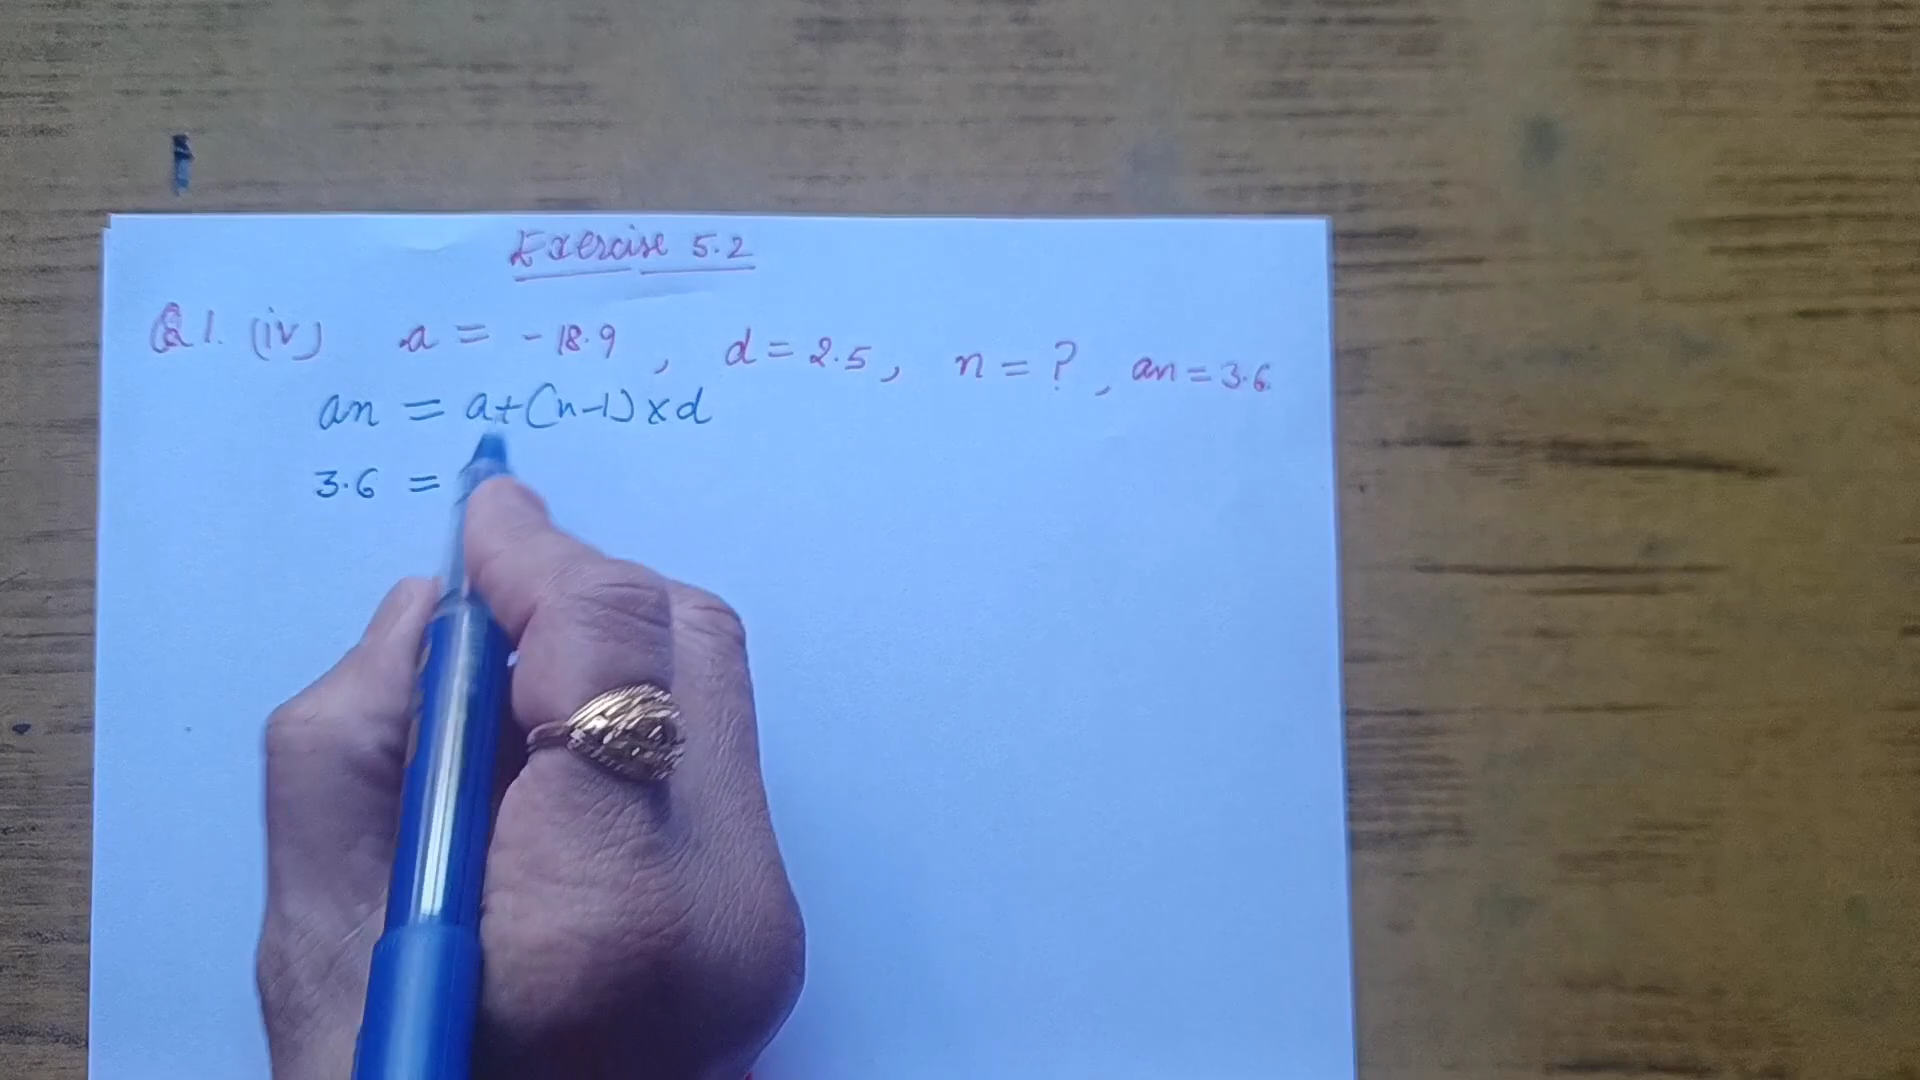 Exercise 5.2
Q1. (iv) a = -18.9, d = 2.5, n = ?, an = 3.6
an = a+(n-1)xd
3.6 =